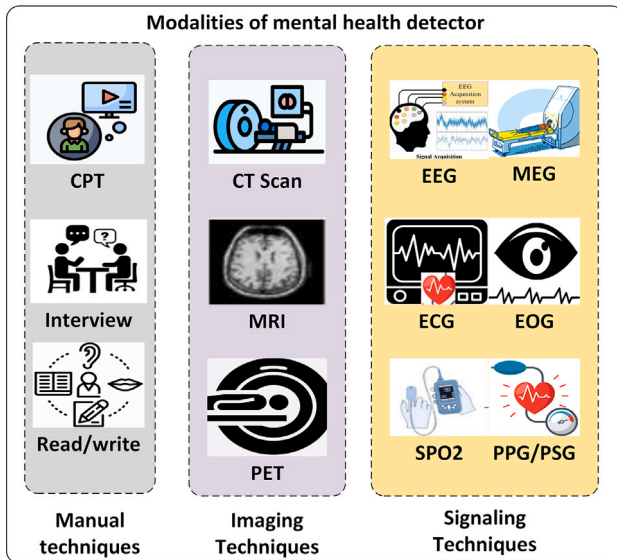 Modalities of mental health detector
CPT
Interview
Read/write
Manual
techniques
CT Scan
MRI
PET
Imaging
Techniques
EEG
Acquisition
system
Signal Acquisition
EEG
MEG
ECG
EOG
SPO2
PPG/PSG
Signaling
Techniques